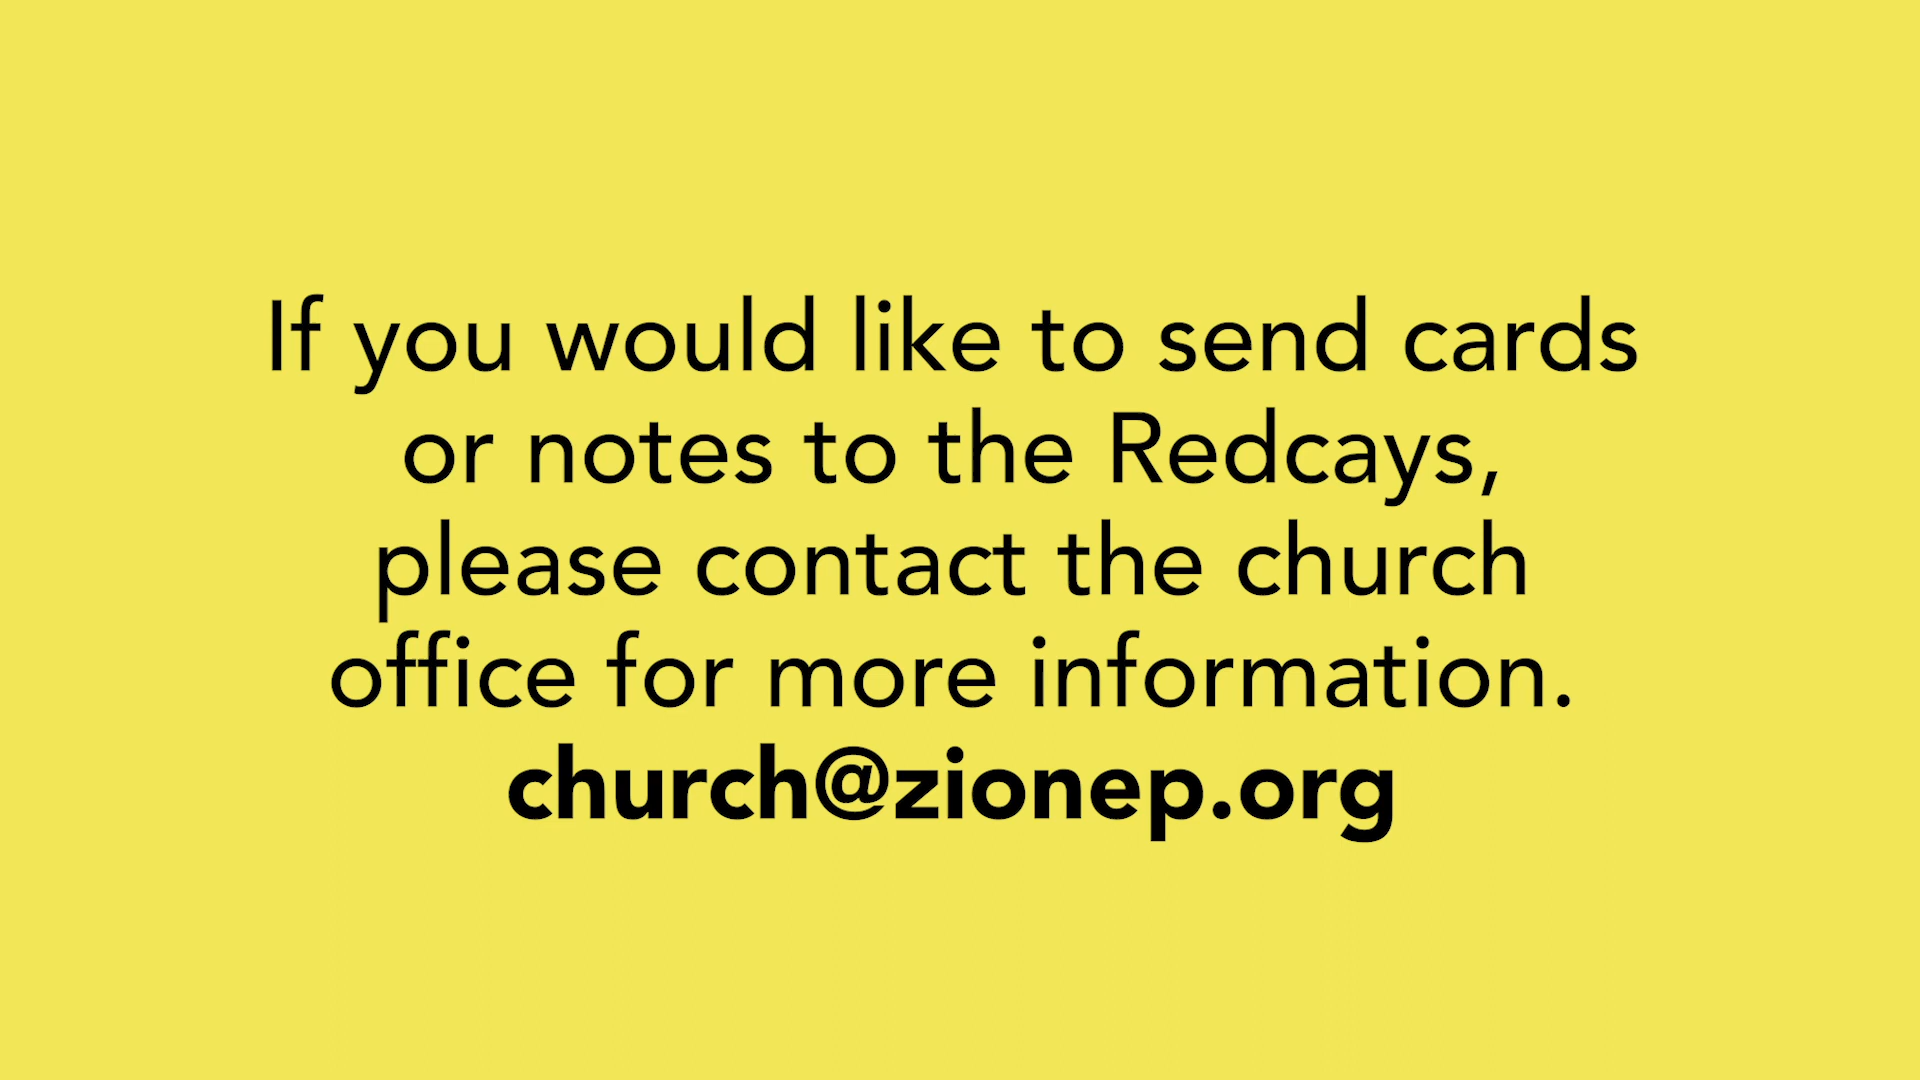 If you would like to send cards
or notes to the Redcays,
please contact the church
office for more information.
church@zionep.org